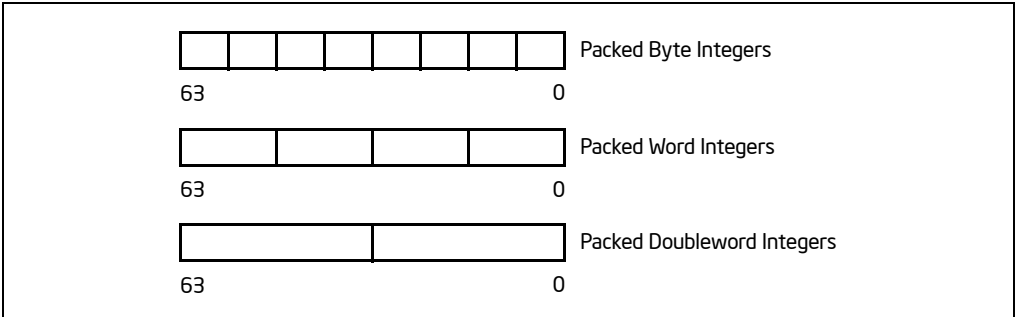 Packed Byte Integers
63 0
Packed Word Integers
63 0
Packed Doubleword Integers
63 0